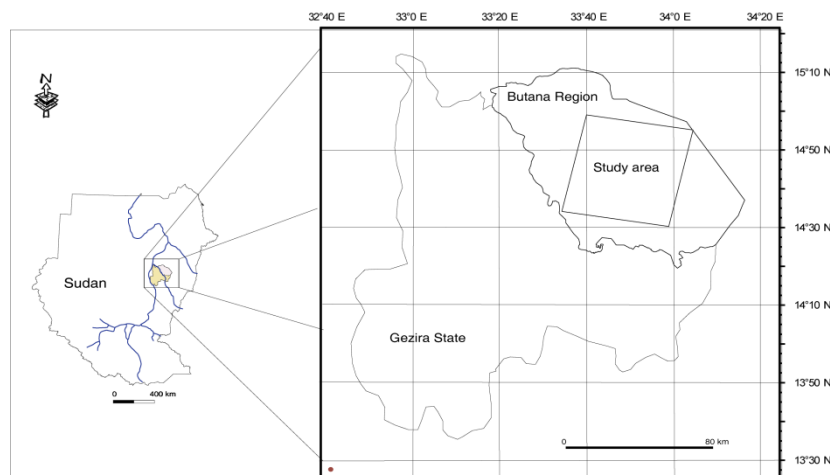 32°40 E 33°0 E 33°20 E 33°40 E 34°0 E 34°20 E
N
15°10 N
Butana Region
14°50 N
Study area
14°30 N
Sudan
14°10 N
Gezira State
13°50 N
0 400 km
0 80 km
13°30 N